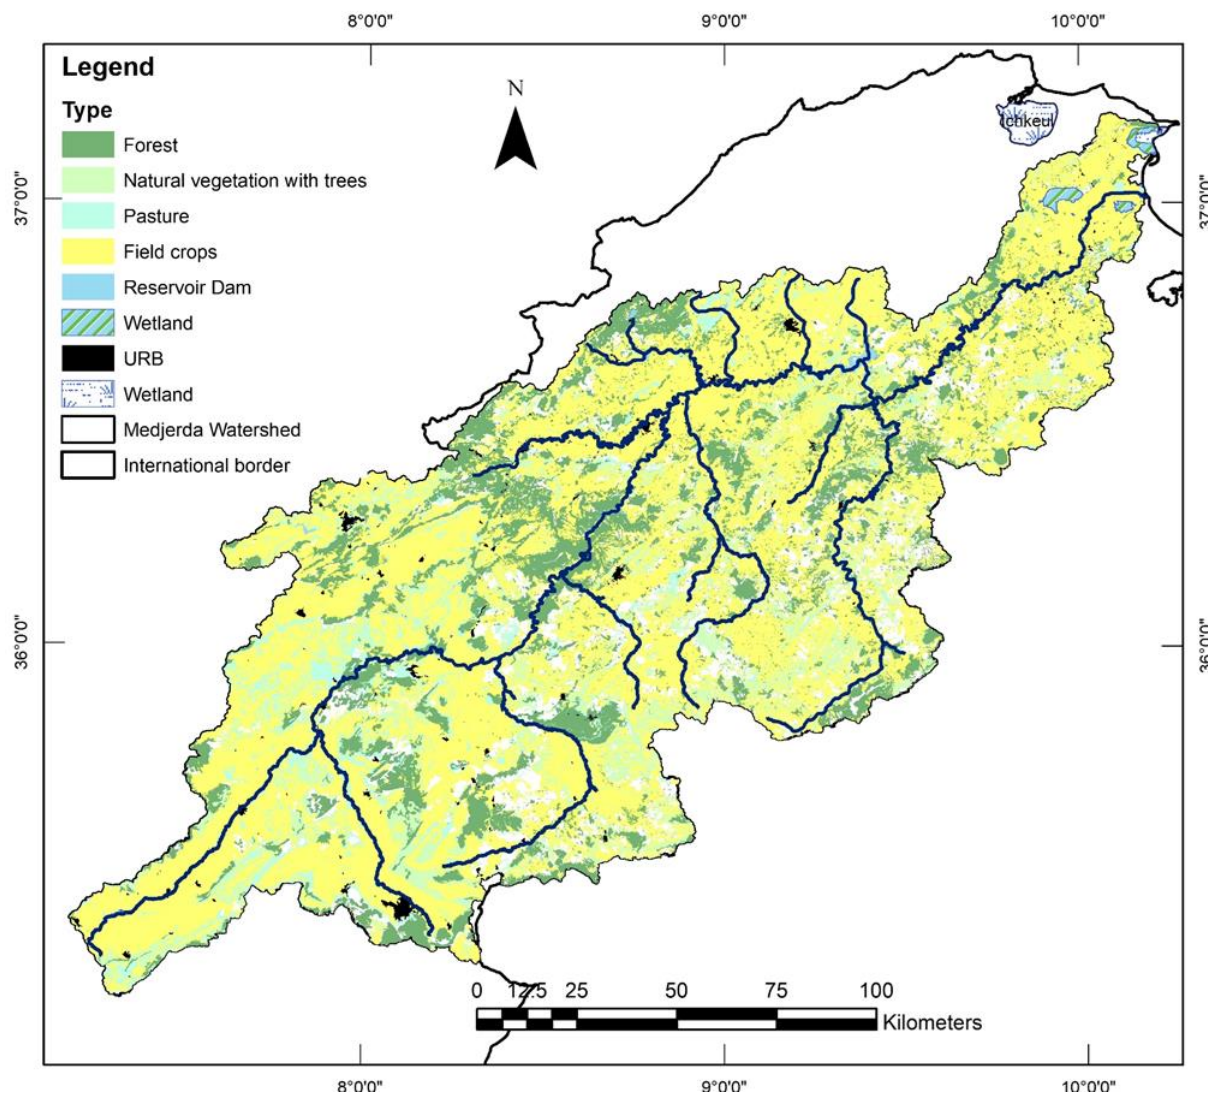 8°0'0" 9°0'0" 10°0'0"
Legend
Type
Forest
Natural vegetation with trees
Pasture
Field crops
Reservoir Dam
Wetland
URB
Wetland
Medjerda Watershed
International border
N
Ichkeul
37°0'0" 37°0'0"
36°0'0" 36°0'0"
0 12.5 25 50 75 100
Kilometers
8°0'0" 9°0'0" 10°0'0"